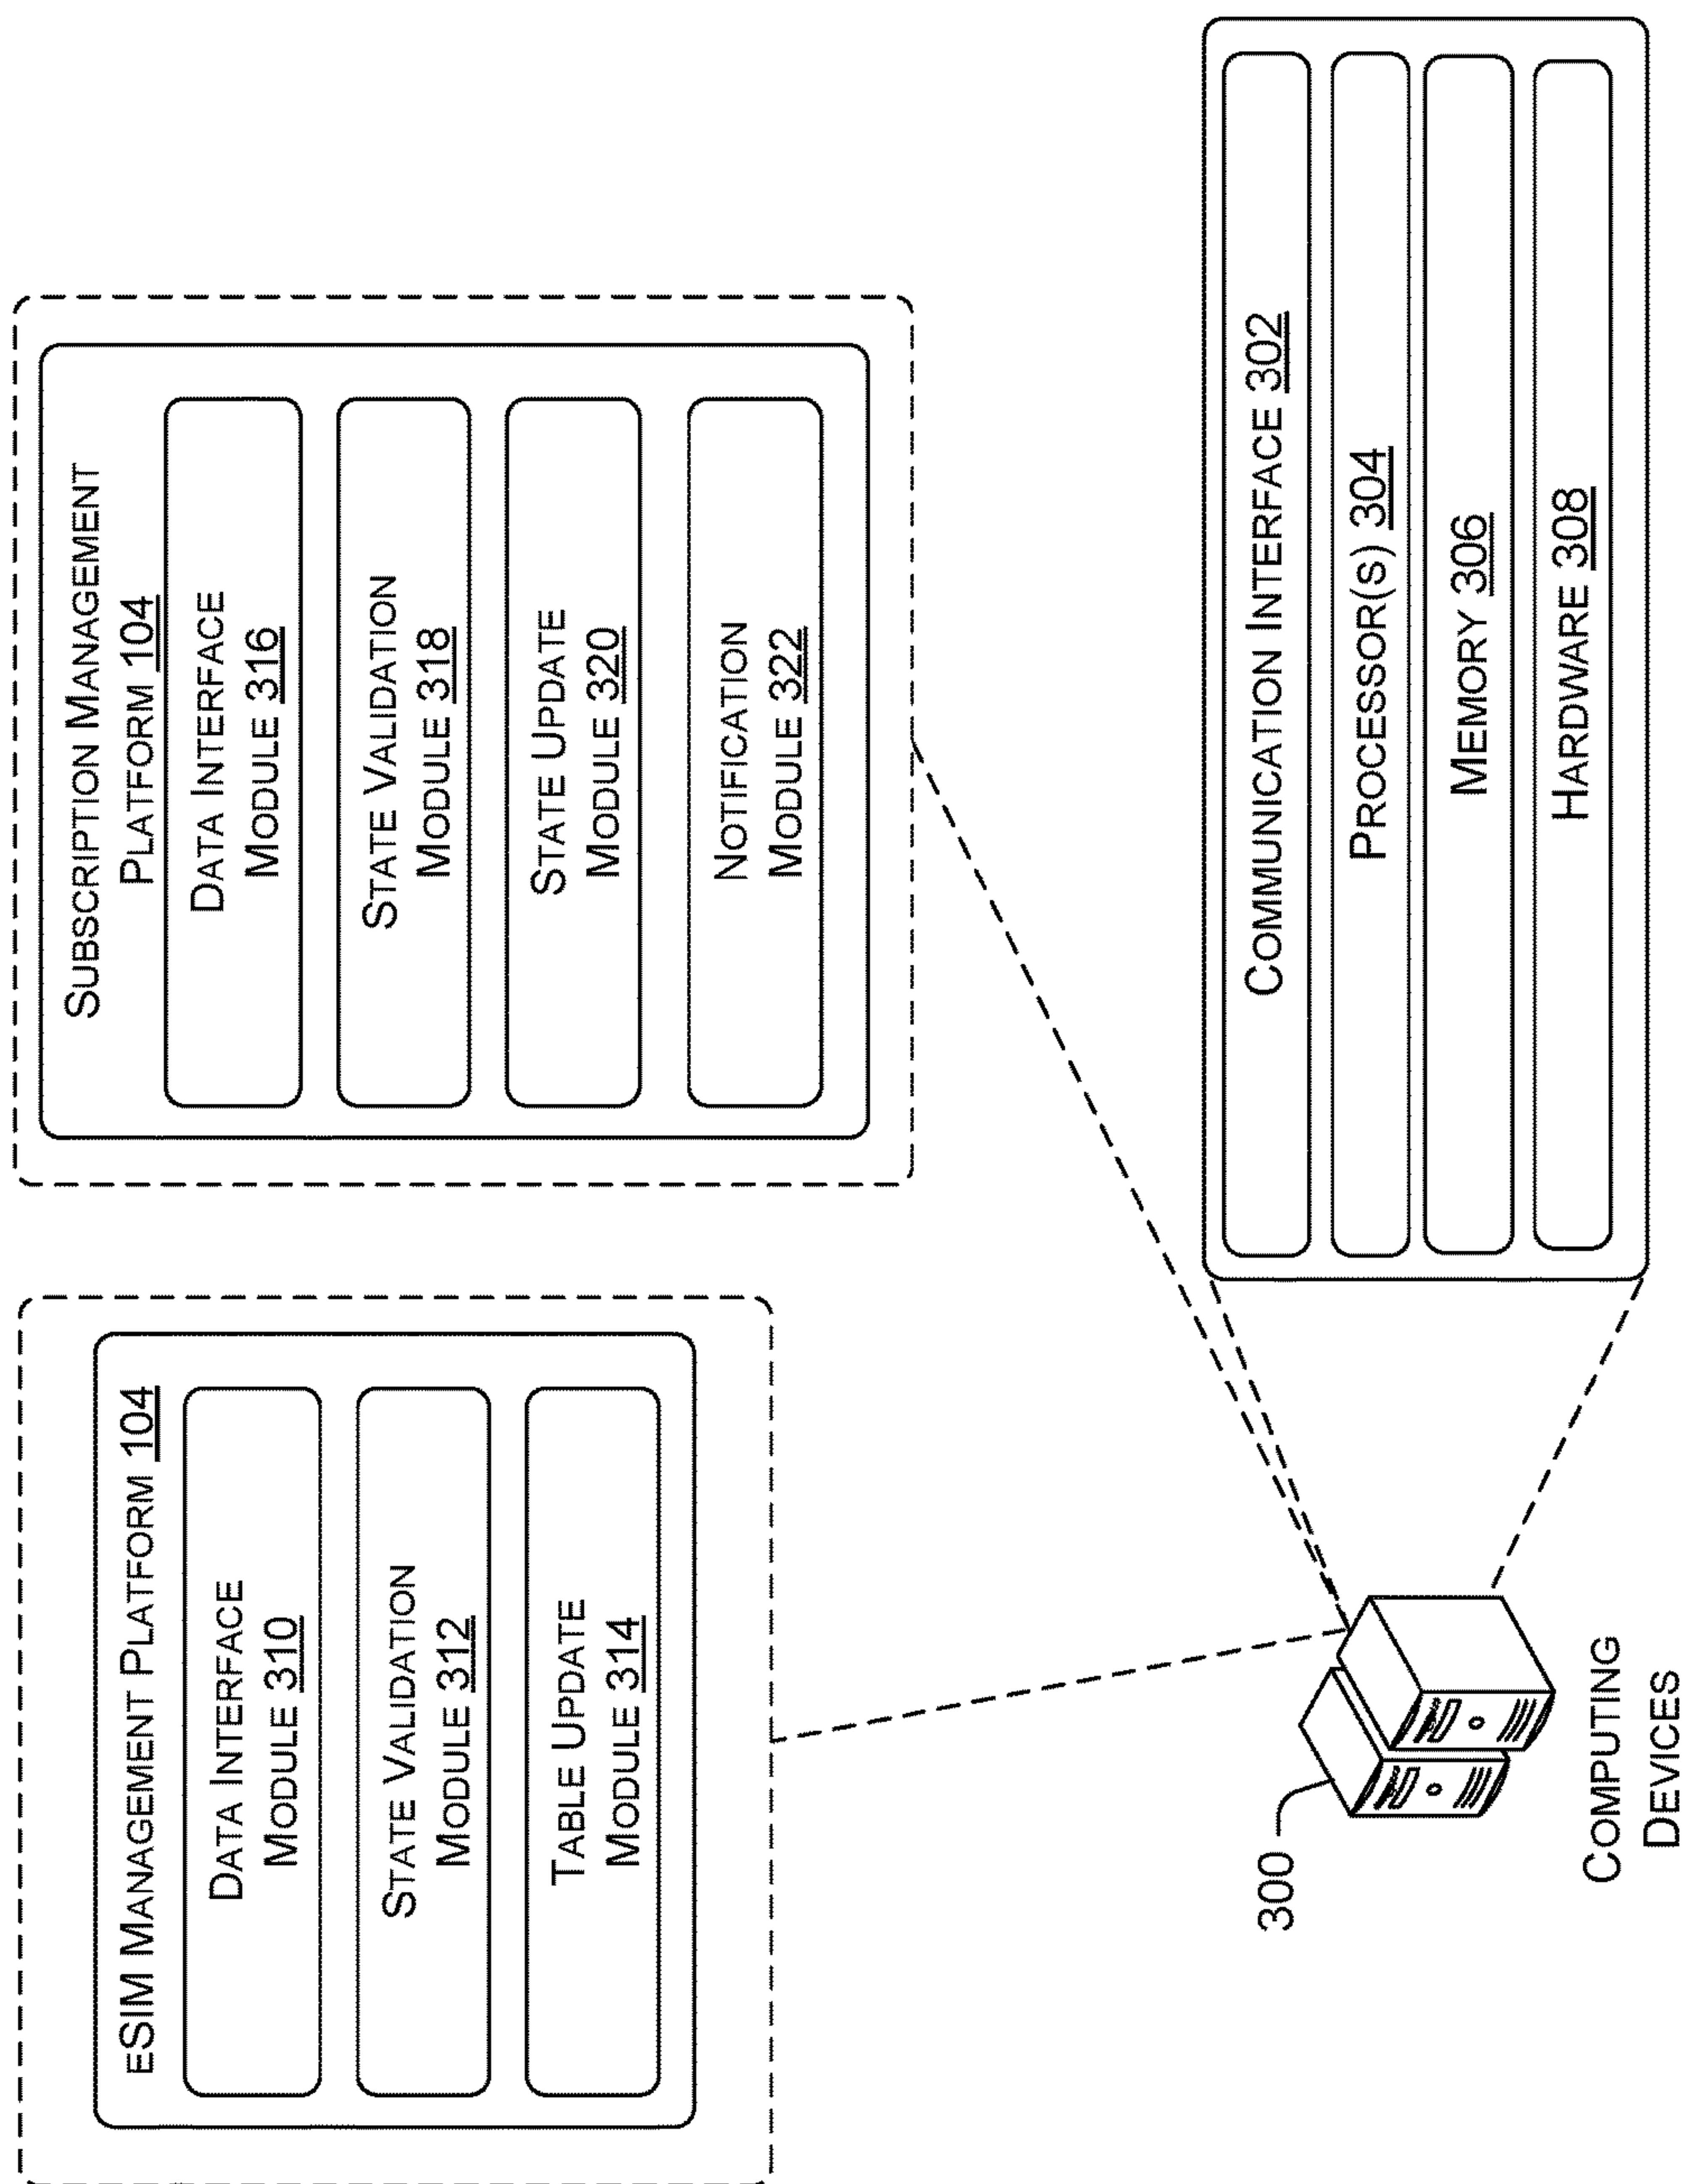 eSIM Management Platform 104
Data Interface
Module 310
State Validation
Module 312
Table Update
Module 314
Subscription Management
Platform 104
Data Interface
Module 316
State Validation
Module 318
State Update
Module 320
Notification
Module 322
300
Computing
Devices
Communication Interface 302
Processor(s) 304
Memory 306
Hardware 308